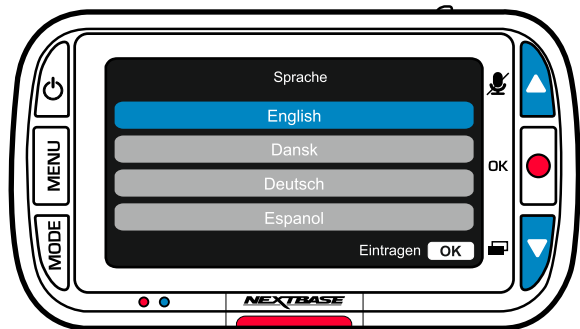 Sprache
English
Dansk
Deutsch
Espanol
Eintragen OK
MENU
MODE
OK
NEXTBASE